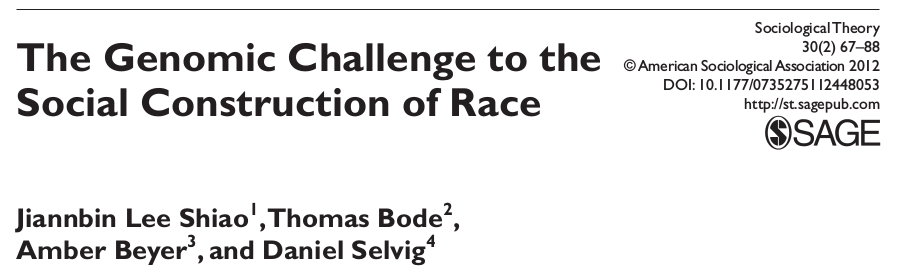 The Genomic Challenge to the
Social Construction of Race
Sociological Theory
30(2) 67–88
© American Sociological Association 2012
DOI: 10.1177/0735275112448053
http://st.sagepub.com
SAGE
Jiannbin Lee Shiao1, Thomas Bode2,
Amber Beyer3, and Daniel Selvig4